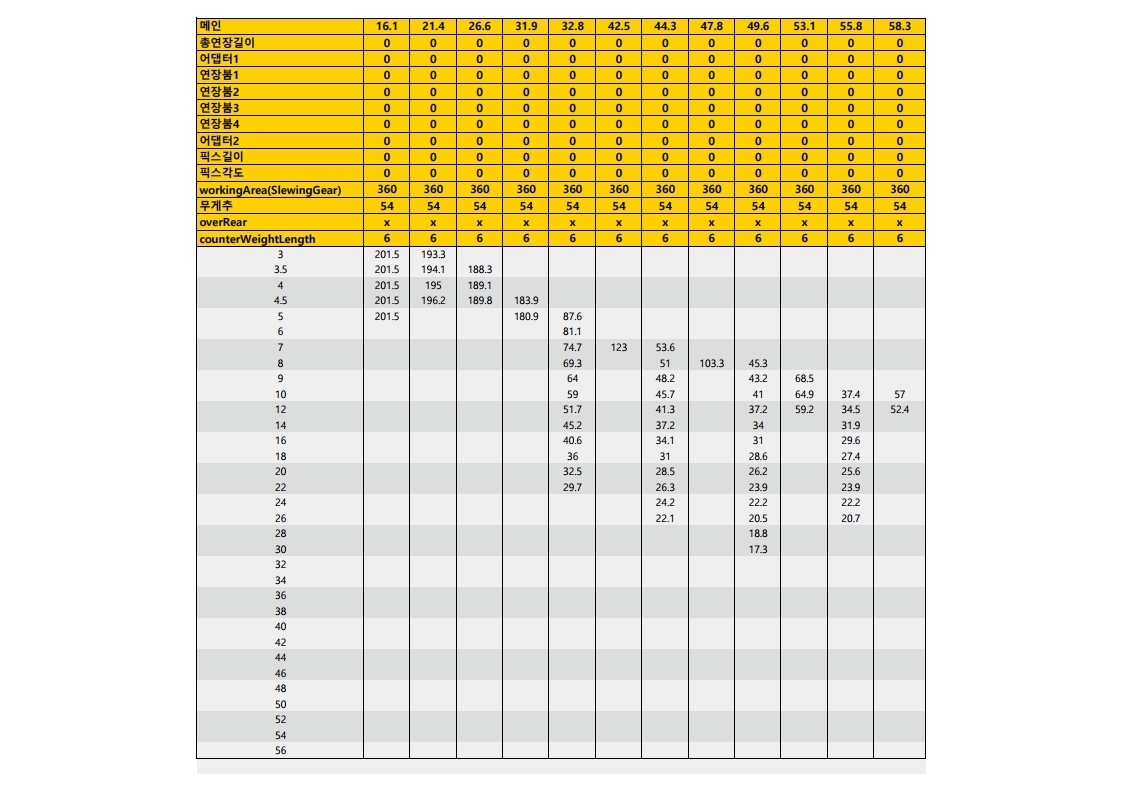 메인 16.1 21.4 26.6 31.9 32.8 42.5 44.3 47.8 49.6 53.1 55.8 58.3
총연장길이 0 0 0 0 0 0 0 0 0 0 0 0
어댑터1 0 0 0 0 0 0 0 0 0 0 0 0
연장붐1 0 0 0 0 0 0 0 0 0 0 0 0
연장붐2 0 0 0 0 0 0 0 0 0 0 0 0
연장붐3 0 0 0 0 0 0 0 0 0 0 0 0
연장붐4 0 0 0 0 0 0 0 0 0 0 0 0
어댑터2 0 0 0 0 0 0 0 0 0 0 0 0
픽스길이 0 0 0 0 0 0 0 0 0 0 0 0
픽스각도 0 0 0 0 0 0 0 0 0 0 0 0
workingArea(SlewingGear) 360 360 360 360 360 360 360 360 360 360 360 360
무게추 54 54 54 54 54 54 54 54 54 54 54 54
overRear x x x x x x x x x x x x
counterWeightLength 6 6 6 6 6 6 6 6 6 6 6 6
3 201.5 193.3
3.5 201.5 194.1 188.3
4 201.5 195 189.1
4.5 201.5 196.2 189.8 183.9
5 201.5 180.9 87.6
6 81.1
7 74.7 123 53.6
8 69.3 51 103.3 45.3
9 64 48.2 43.2 68.5
10 59 45.7 41 64.9 37.4 57
12 51.7 41.3 37.2 59.2 34.5 52.4
14 45.2 37.2 34 31.9
16 40.6 34.1 31 29.6
18 36 31 28.6 27.4
20 32.5 28.5 26.2 25.6
22 29.7 26.3 23.9 23.9
24 24.2 22.2 22.2
26 22.1 20.5 20.7
28 18.8
30 17.3
32
34
36
38
40
42
44
46
48
50
52
54
56